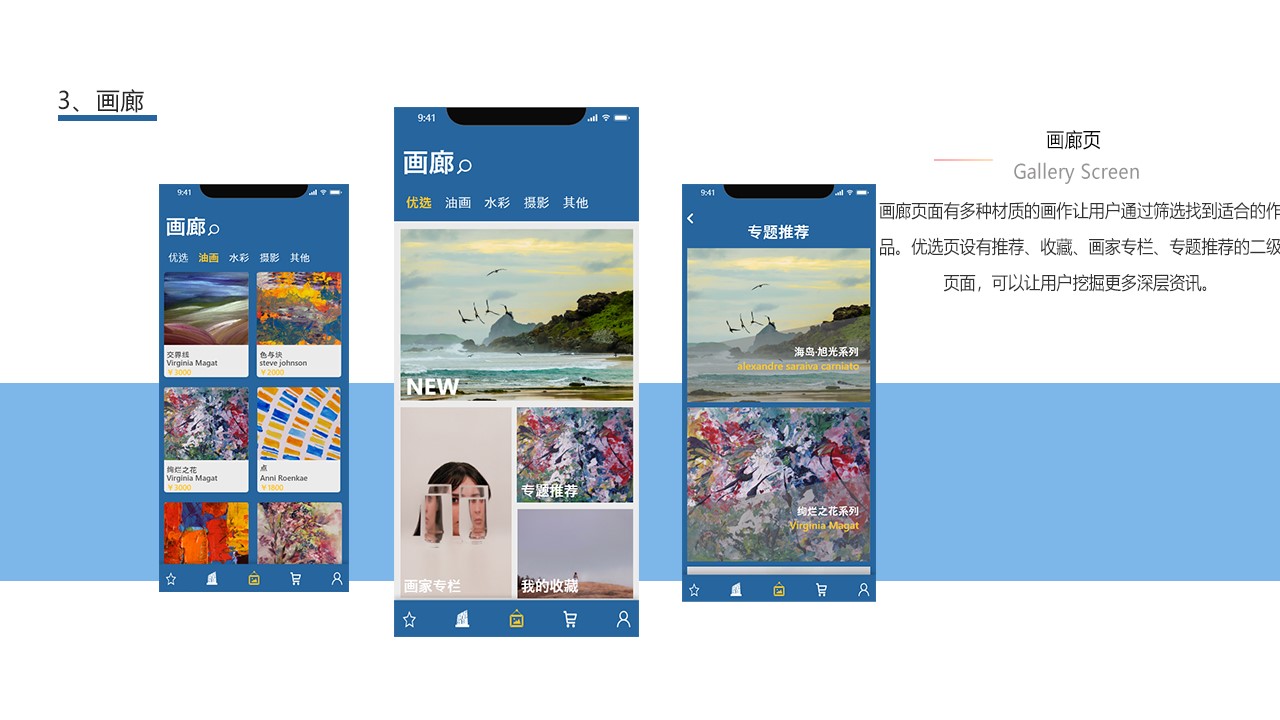 3、画廊
9:41
画廊
优选 油画 水彩 摄影 其他
交界线
Virginia Magat
￥3000
色与块
steve johnson
￥2000
绚烂之花
Virginia Magat
￥3000
点
Anni Roenkae
￥1800
9:41
画廊
优选 油画 水彩 摄影 其他
NEW
专题推荐
画家专栏
我的收藏
9:41
专题推荐
海岛·旭光系列
alexandre saraiva carniato
绚烂之花系列
Virginia Magat
画廊页
Gallery Screen
画廊页面有多种材质的画作让用户通过筛选找到适合的作
品。优选页设有推荐、收藏、画家专栏、专题推荐的二级
页面，可以让用户挖掘更多深层资讯。